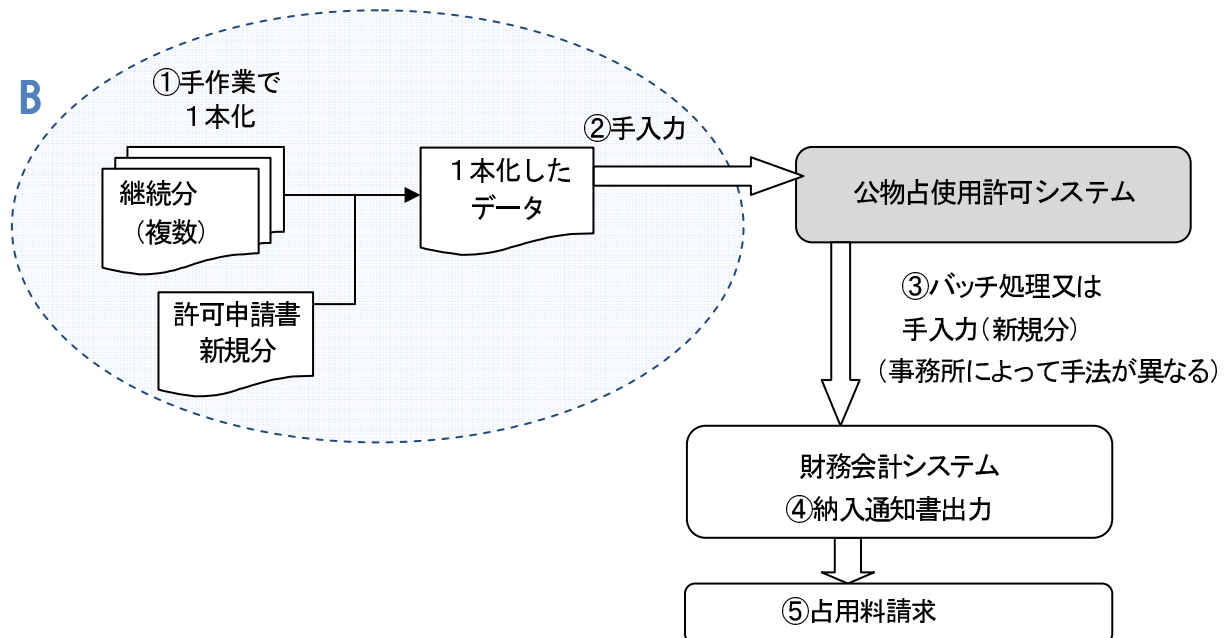 B
①手作業で
１本化
継続分
（複数）
許可申請書
新規分
１本化した
データ
②手入力
公物占使用許可システム
③バッチ処理又は
手入力（新規分）
（事務所によって手法が異なる）
財務会計システム
④納入通知書出力
⑤占用料請求